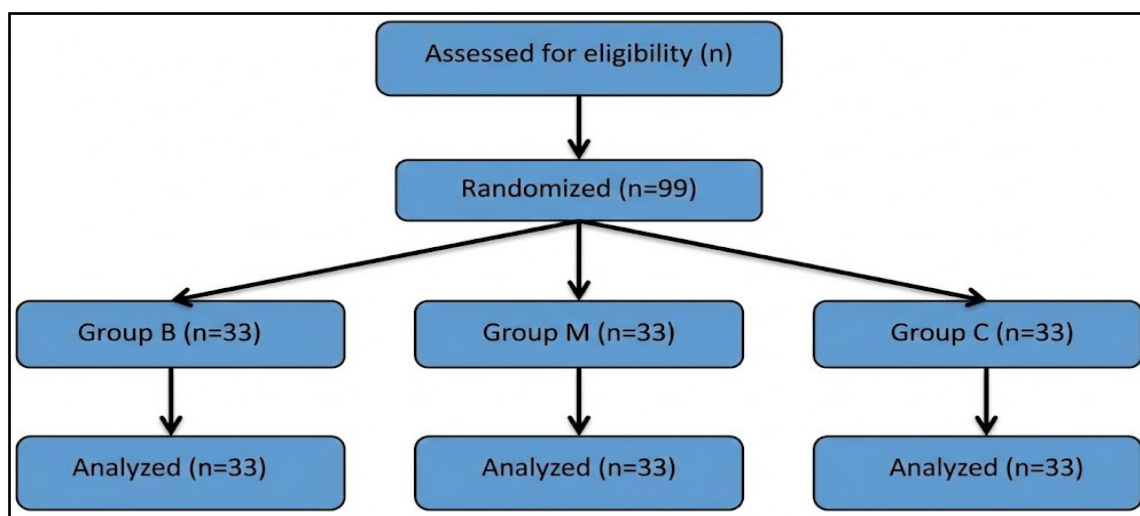 Assessed for eligibility (n)
Randomized (n=99)
Group B (n=33)
Group M (n=33)
Group C (n=33)
Analyzed (n=33)
Analyzed (n=33)
Analyzed (n=33)